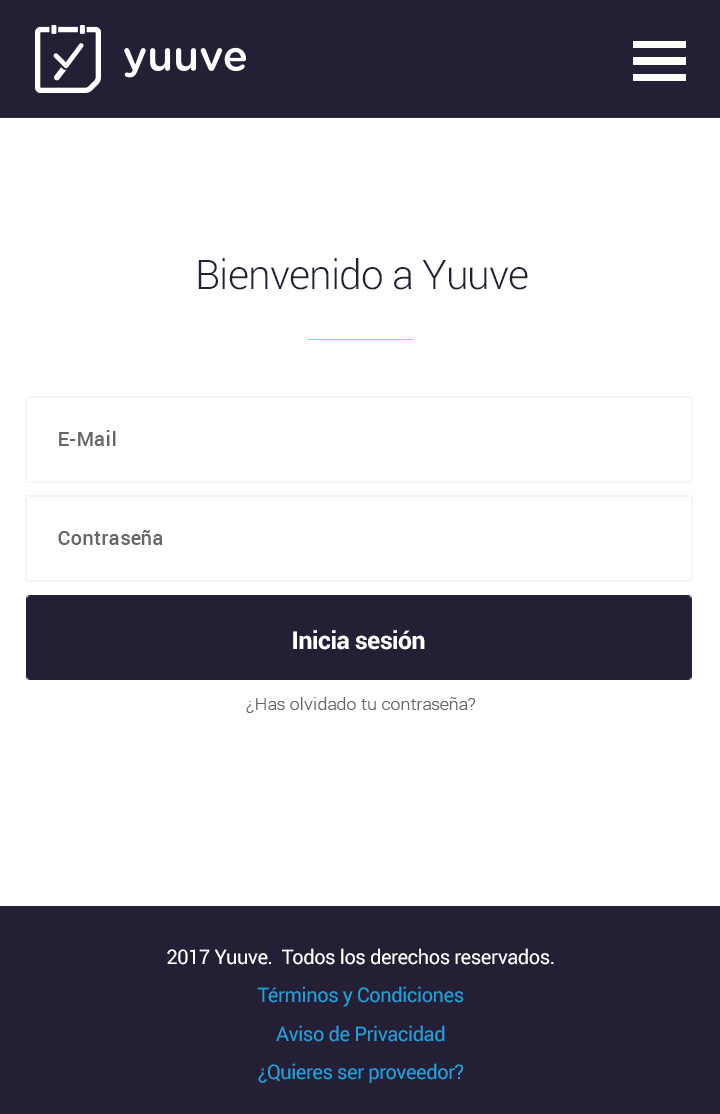 yuuve
Bienvenido a Yuuve
E-Mail
Contraseña
Inicia sesión
¿Has olvidado tu contraseña?
2017 Yuuve.  Todos los derechos reservados.
Términos y Condiciones
Aviso de Privacidad
¿Quieres ser proveedor?